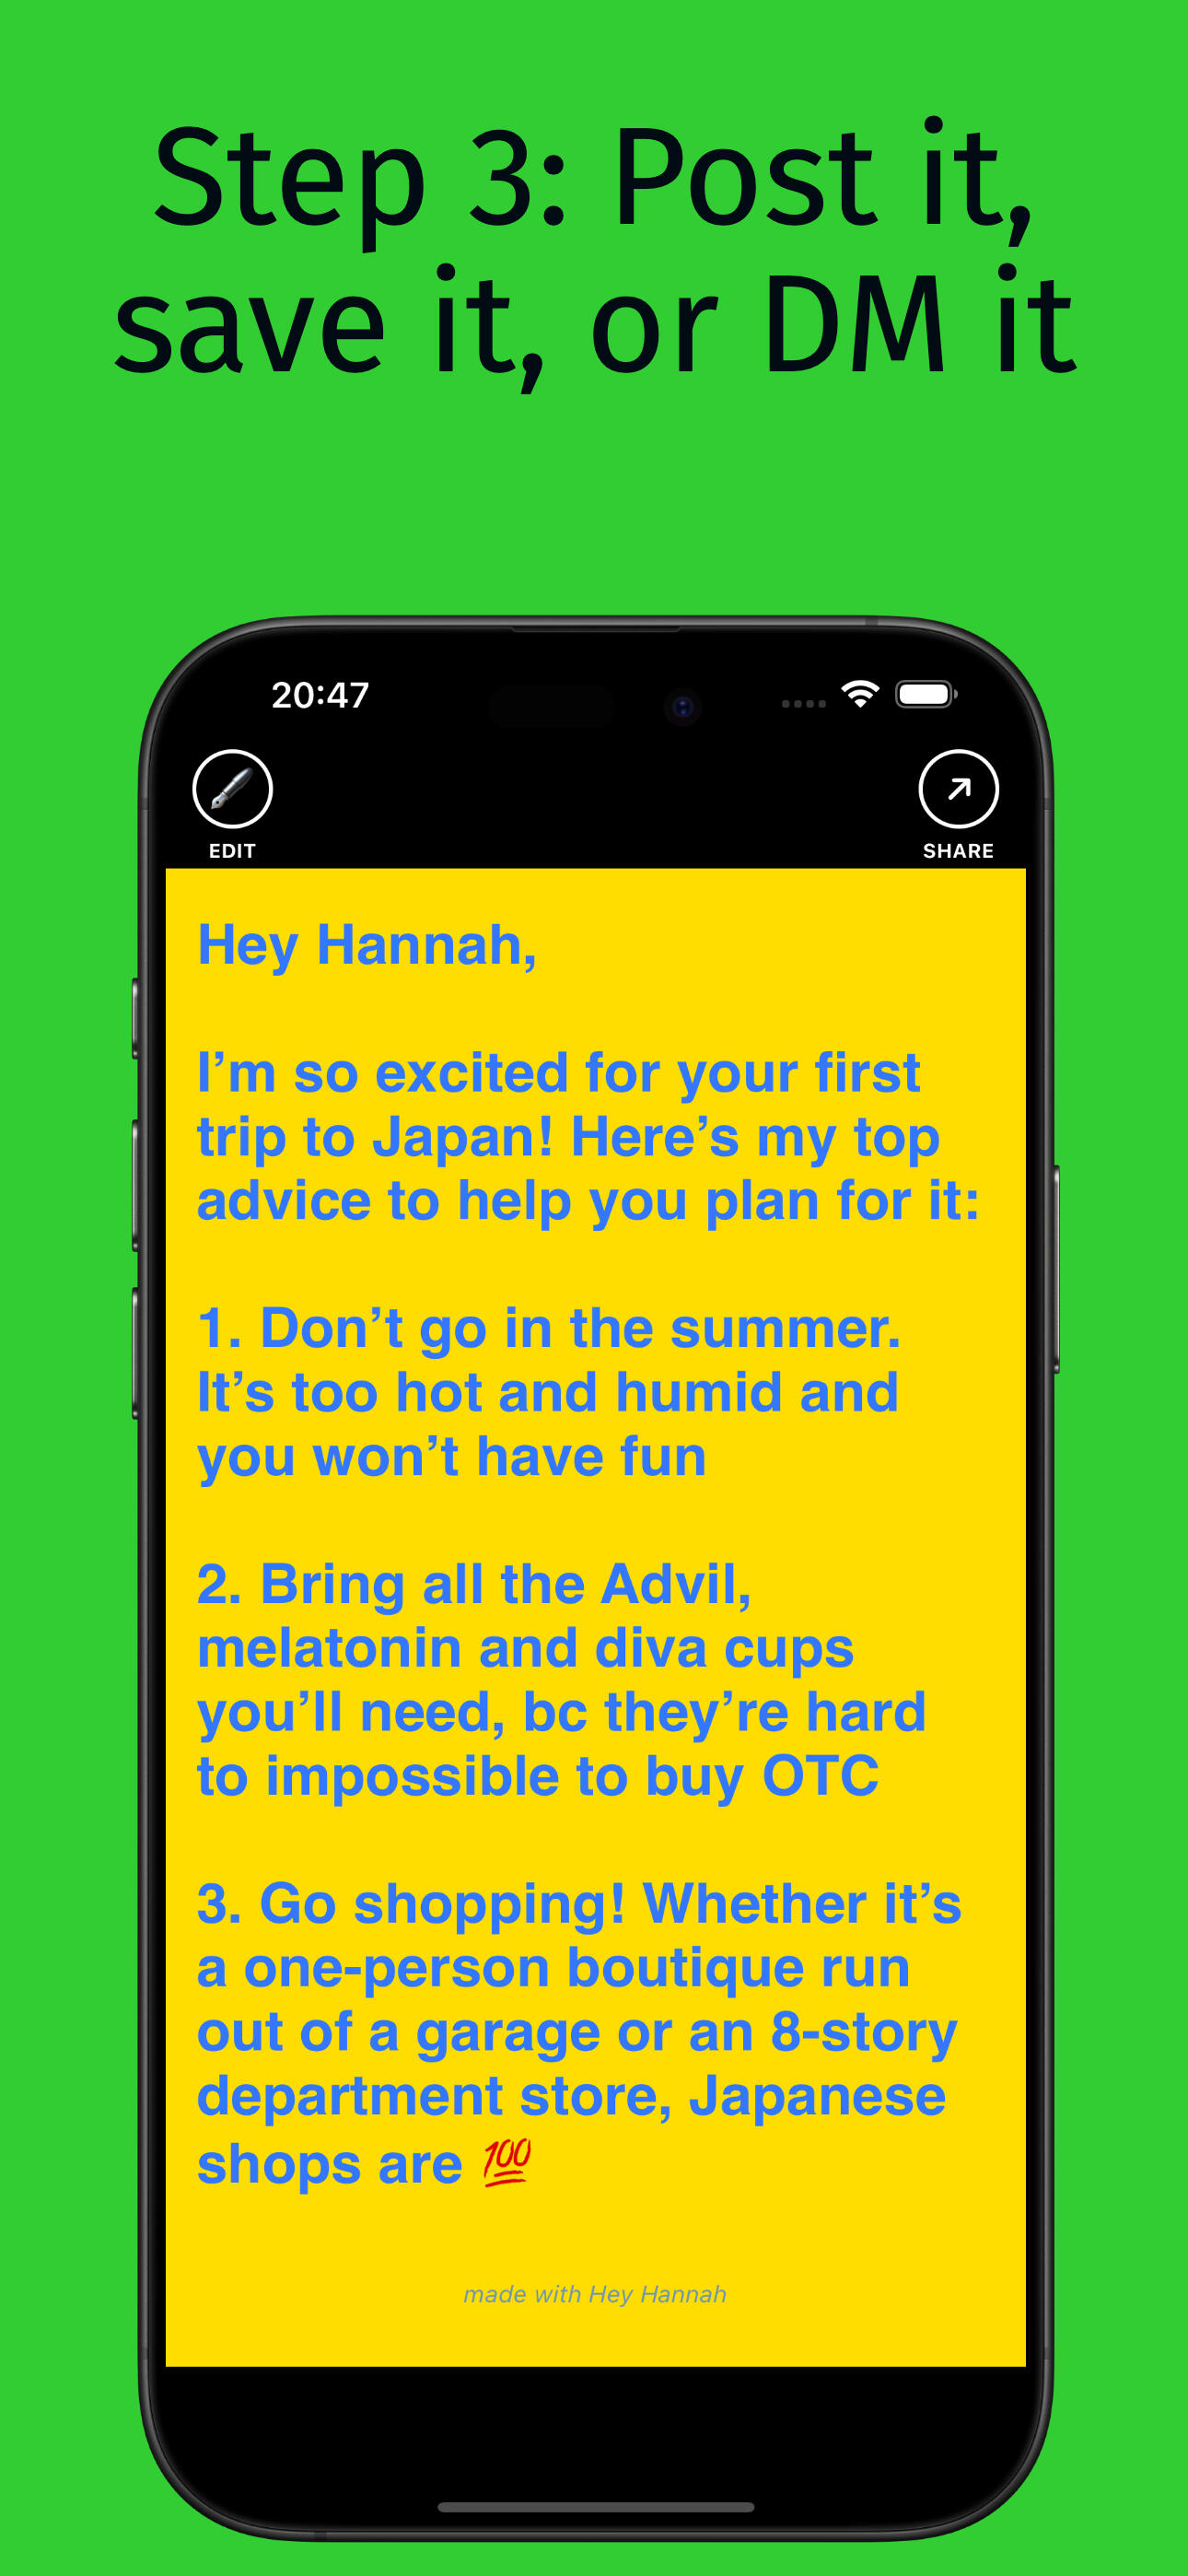 Step 3: Post it,
save it, or DM it
20:47
EDIT
SHARE
Hey Hannah,
I’m so excited for your first
trip to Japan! Here’s my top
advice to help you plan for it:
1. Don’t go in the summer.
It’s too hot and humid and
you won’t have fun
2. Bring all the Advil,
melatonin and diva cups
you’ll need, bc they’re hard
to impossible to buy OTC
3. Go shopping! Whether it’s
a one-person boutique run
out of a garage or an 8-story
department store, Japanese
shops are 💯
made with Hey Hannah